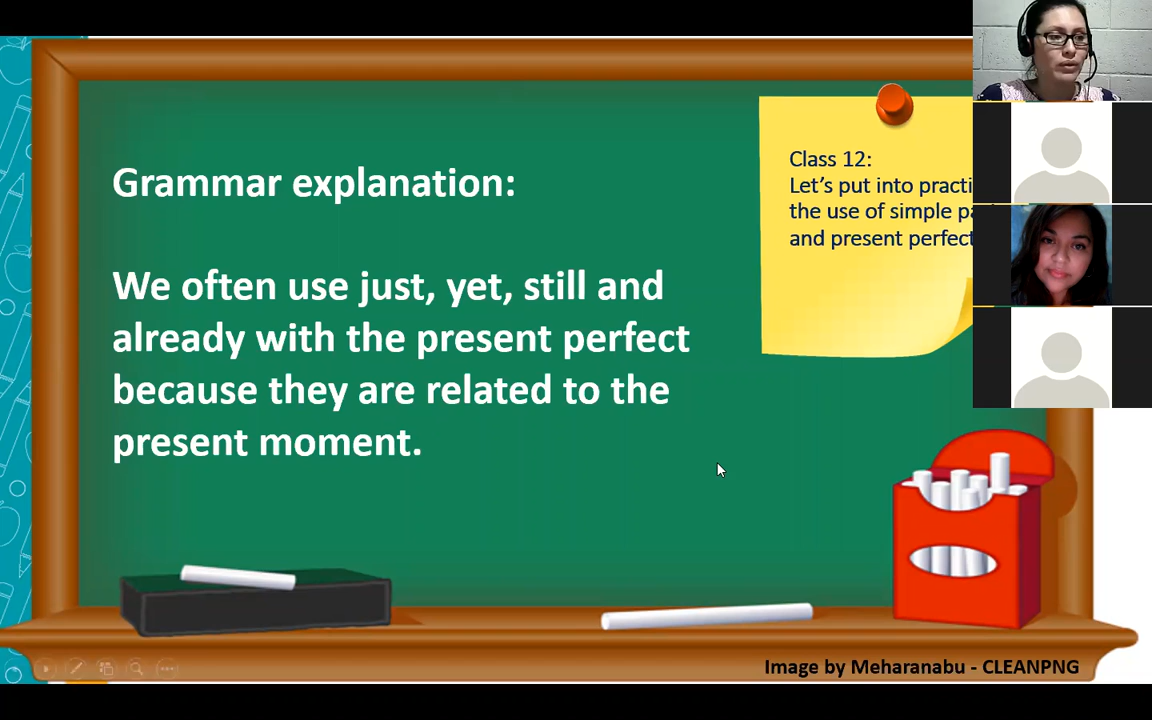 Grammar explanation:
We often use just, yet, still and
already with the present perfect
because they are related to the
present moment.
Class 12:
Let's put into
the use of simple
and present perfect
Image by Meharanabu - CLEANPNG